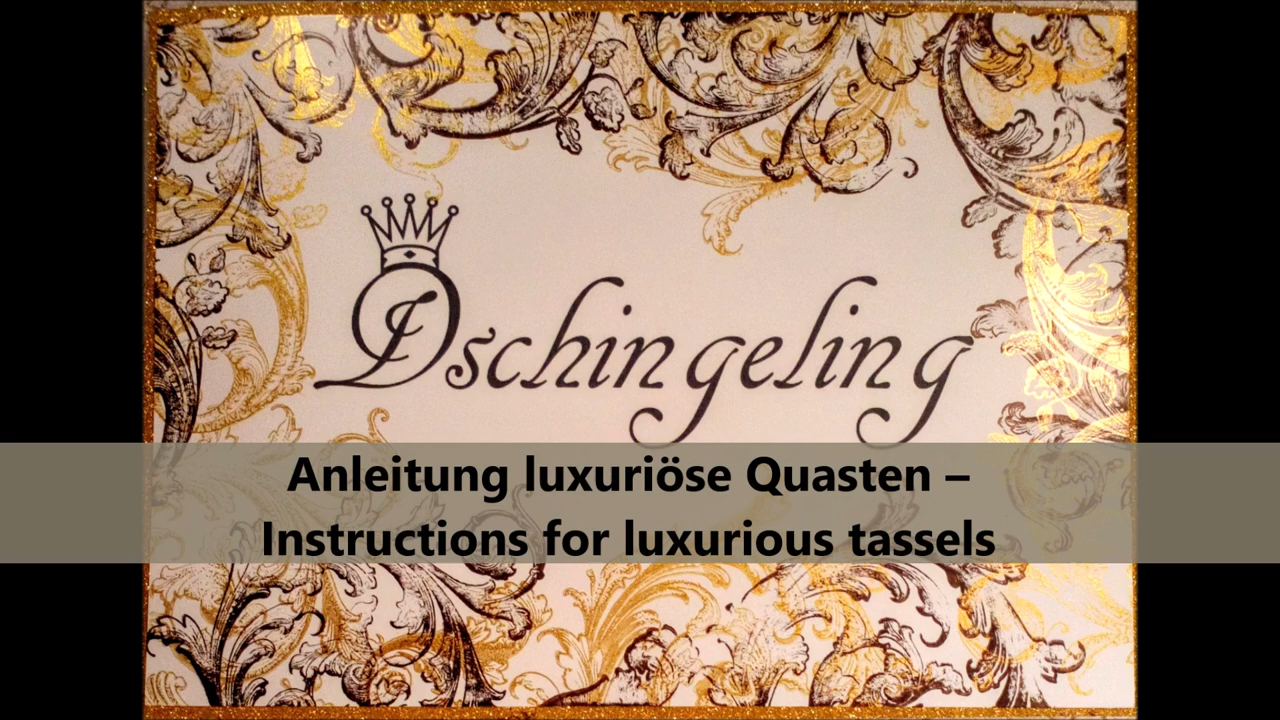 Dschingeling
Anleitung luxuriöse Quasten –
Instructions for luxurious tassels